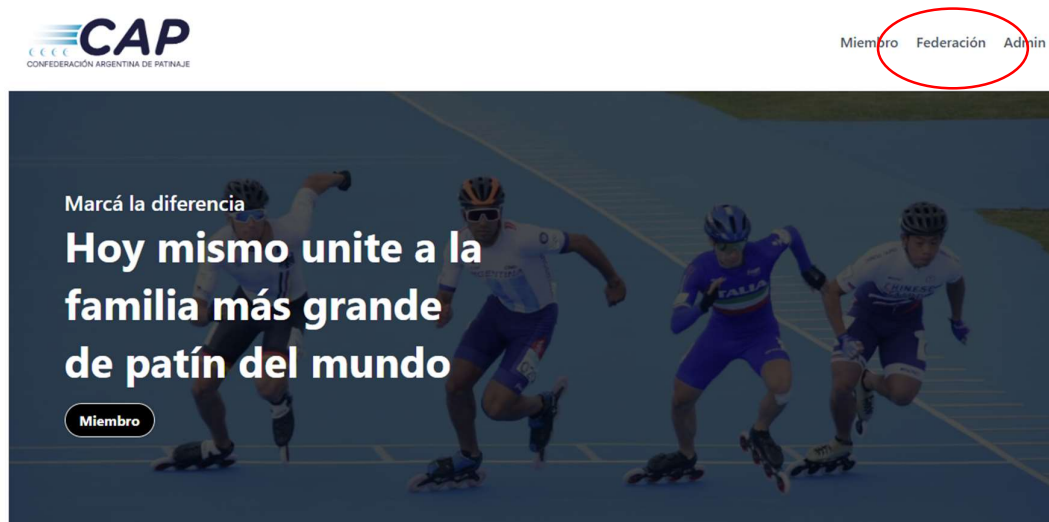 CAP
CONFEDERACIÓN ARGENTINA DE PATINAJE
Miembro Federación Admin
Marcá la diferencia
Hoy mismo unite a la
familia más grande
de patín del mundo
Miembro
ARGENTINA
ITALIA
CHINESE